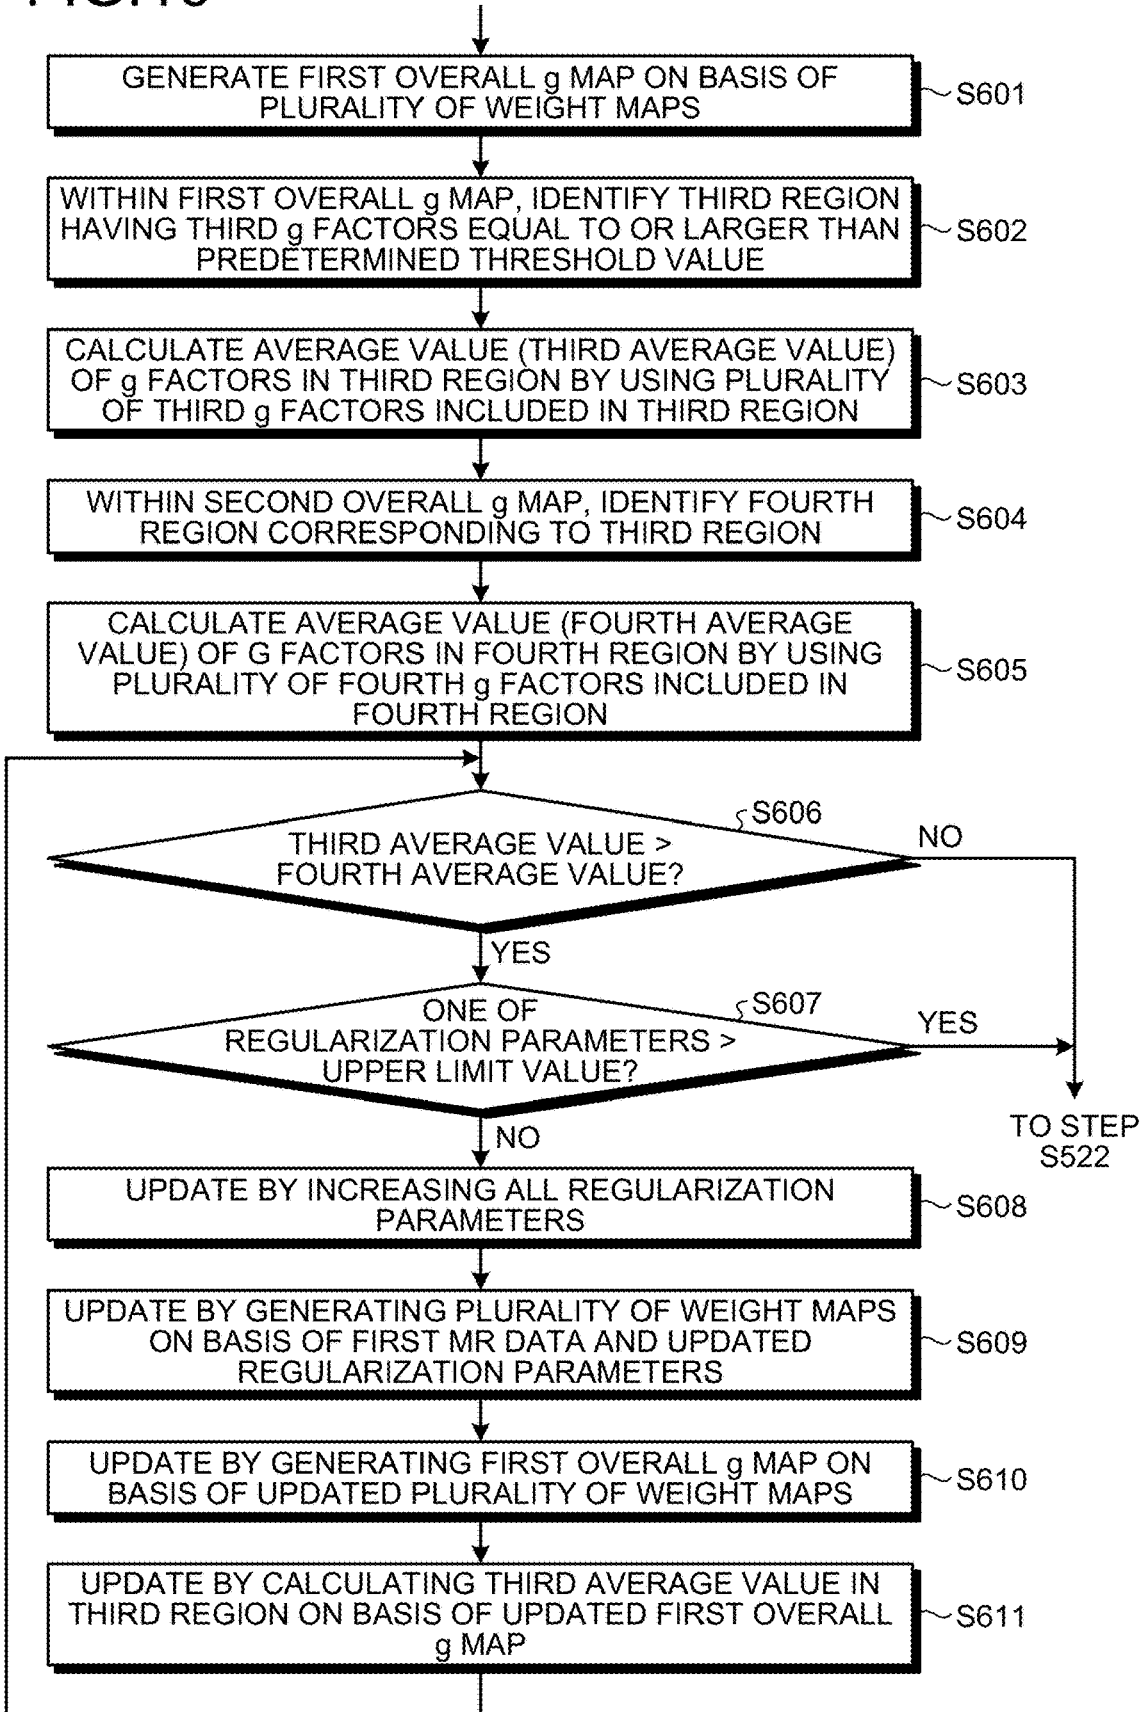 GENERATE FIRST OVERALL g MAP ON BASIS OF
PLURALITY OF WEIGHT MAPS
S601
WITHIN FIRST OVERALL g MAP, IDENTIFY THIRD REGION
HAVING THIRD g FACTORS EQUAL TO OR LARGER THAN
PREDETERMINED THRESHOLD VALUE
S602
CALCULATE AVERAGE VALUE (THIRD AVERAGE VALUE)
OF g FACTORS IN THIRD REGION BY USING PLURALITY
OF THIRD g FACTORS INCLUDED IN THIRD REGION
S603
WITHIN SECOND OVERALL g MAP, IDENTIFY FOURTH
REGION CORRESPONDING TO THIRD REGION
S604
CALCULATE AVERAGE VALUE (FOURTH AVERAGE
VALUE) OF G FACTORS IN FOURTH REGION BY USING
PLURALITY OF FOURTH g FACTORS INCLUDED IN
FOURTH REGION
S605
S606
THIRD AVERAGE VALUE >
FOURTH AVERAGE VALUE?
NO
YES
S607
ONE OF
REGULARIZATION PARAMETERS >
UPPER LIMIT VALUE?
YES
NO
TO STEP
S522
UPDATE BY INCREASING ALL REGULARIZATION
PARAMETERS
S608
UPDATE BY GENERATING PLURALITY OF WEIGHT MAPS
ON BASIS OF FIRST MR DATA AND UPDATED
REGULARIZATION PARAMETERS
S609
UPDATE BY GENERATING FIRST OVERALL g MAP ON
BASIS OF UPDATED PLURALITY OF WEIGHT MAPS
S610
UPDATE BY CALCULATING THIRD AVERAGE VALUE IN
THIRD REGION ON BASIS OF UPDATED FIRST OVERALL
g MAP
S611